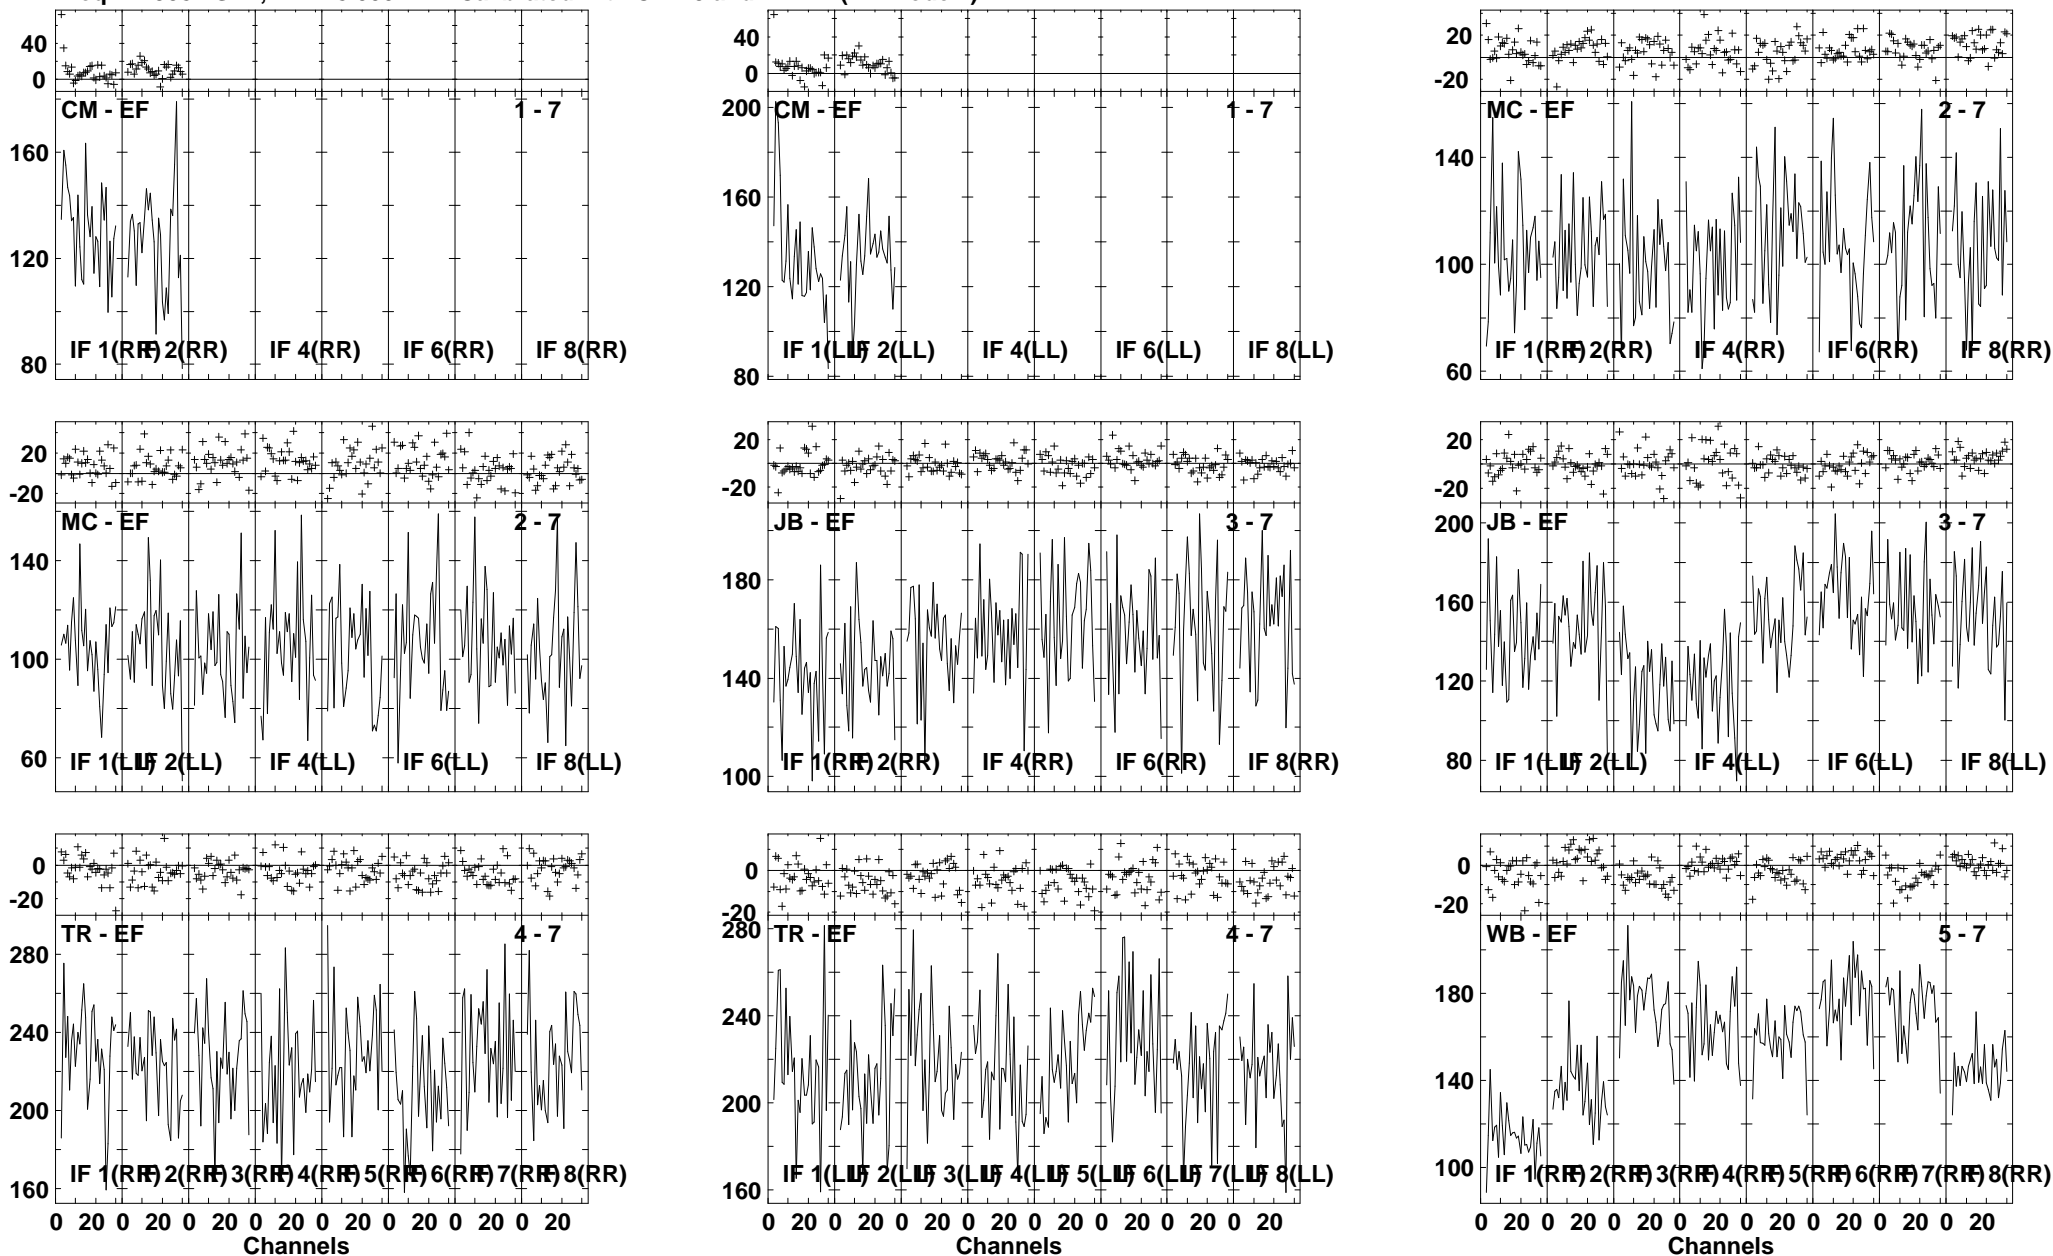 40 0 40 0 20 0 -20
CM - EF 1 - 7 CM - EF 1 - 7 MC - EF 2 - 7
160 120 80
200 160 120 80
140 100 60
IF 1(RR) IF 2(RR) IF 4(RR) IF 6(RR) IF 8(RR)
IF 1(LL) IF 2(LL) IF 4(LL) IF 6(LL) IF 8(LL)
IF 1(RR) IF 2(RR) IF 4(RR) IF 6(RR) IF 8(RR)
20 0 -20 20 0 -20 20 0 -20
MC - EF 2 - 7 JB - EF 3 - 7 JB - EF 3 - 7
140 100 60
180 140 100
200 160 120 80
IF 1(LL) IF 2(LL) IF 4(LL) IF 6(LL) IF 8(LL)
IF 1(RR) IF 2(RR) IF 4(RR) IF 6(RR) IF 8(RR)
IF 1(LL) IF 2(LL) IF 4(LL) IF 6(LL) IF 8(LL)
0 -20 0 -20 0 -20
TR - EF 4 - 7 TR - EF 4 - 7 WB - EF 5 - 7
280 240 200 160
280 240 200 160
180 140 100
IF 1(RR) IF 2(RR) IF 3(RR) IF 4(RR) IF 5(RR) IF 6(RR) IF 7(RR) IF 8(RR)
IF 1(LL) IF 2(LL) IF 3(LL) IF 4(LL) IF 5(LL) IF 6(LL) IF 7(LL) IF 8(LL)
IF 1(RR) IF 2(RR) IF 3(RR) IF 4(RR) IF 5(RR) IF 6(RR) IF 7(RR) IF 8(RR)
0 20 0 20 0 20 0 20 0 20 0 20 0 20 0 20
0 20 0 20 0 20 0 20 0 20 0 20 0 20 0 20
0 20 0 20 0 20 0 20 0 20 0 20 0 20 0 20
Channels Channels Channels